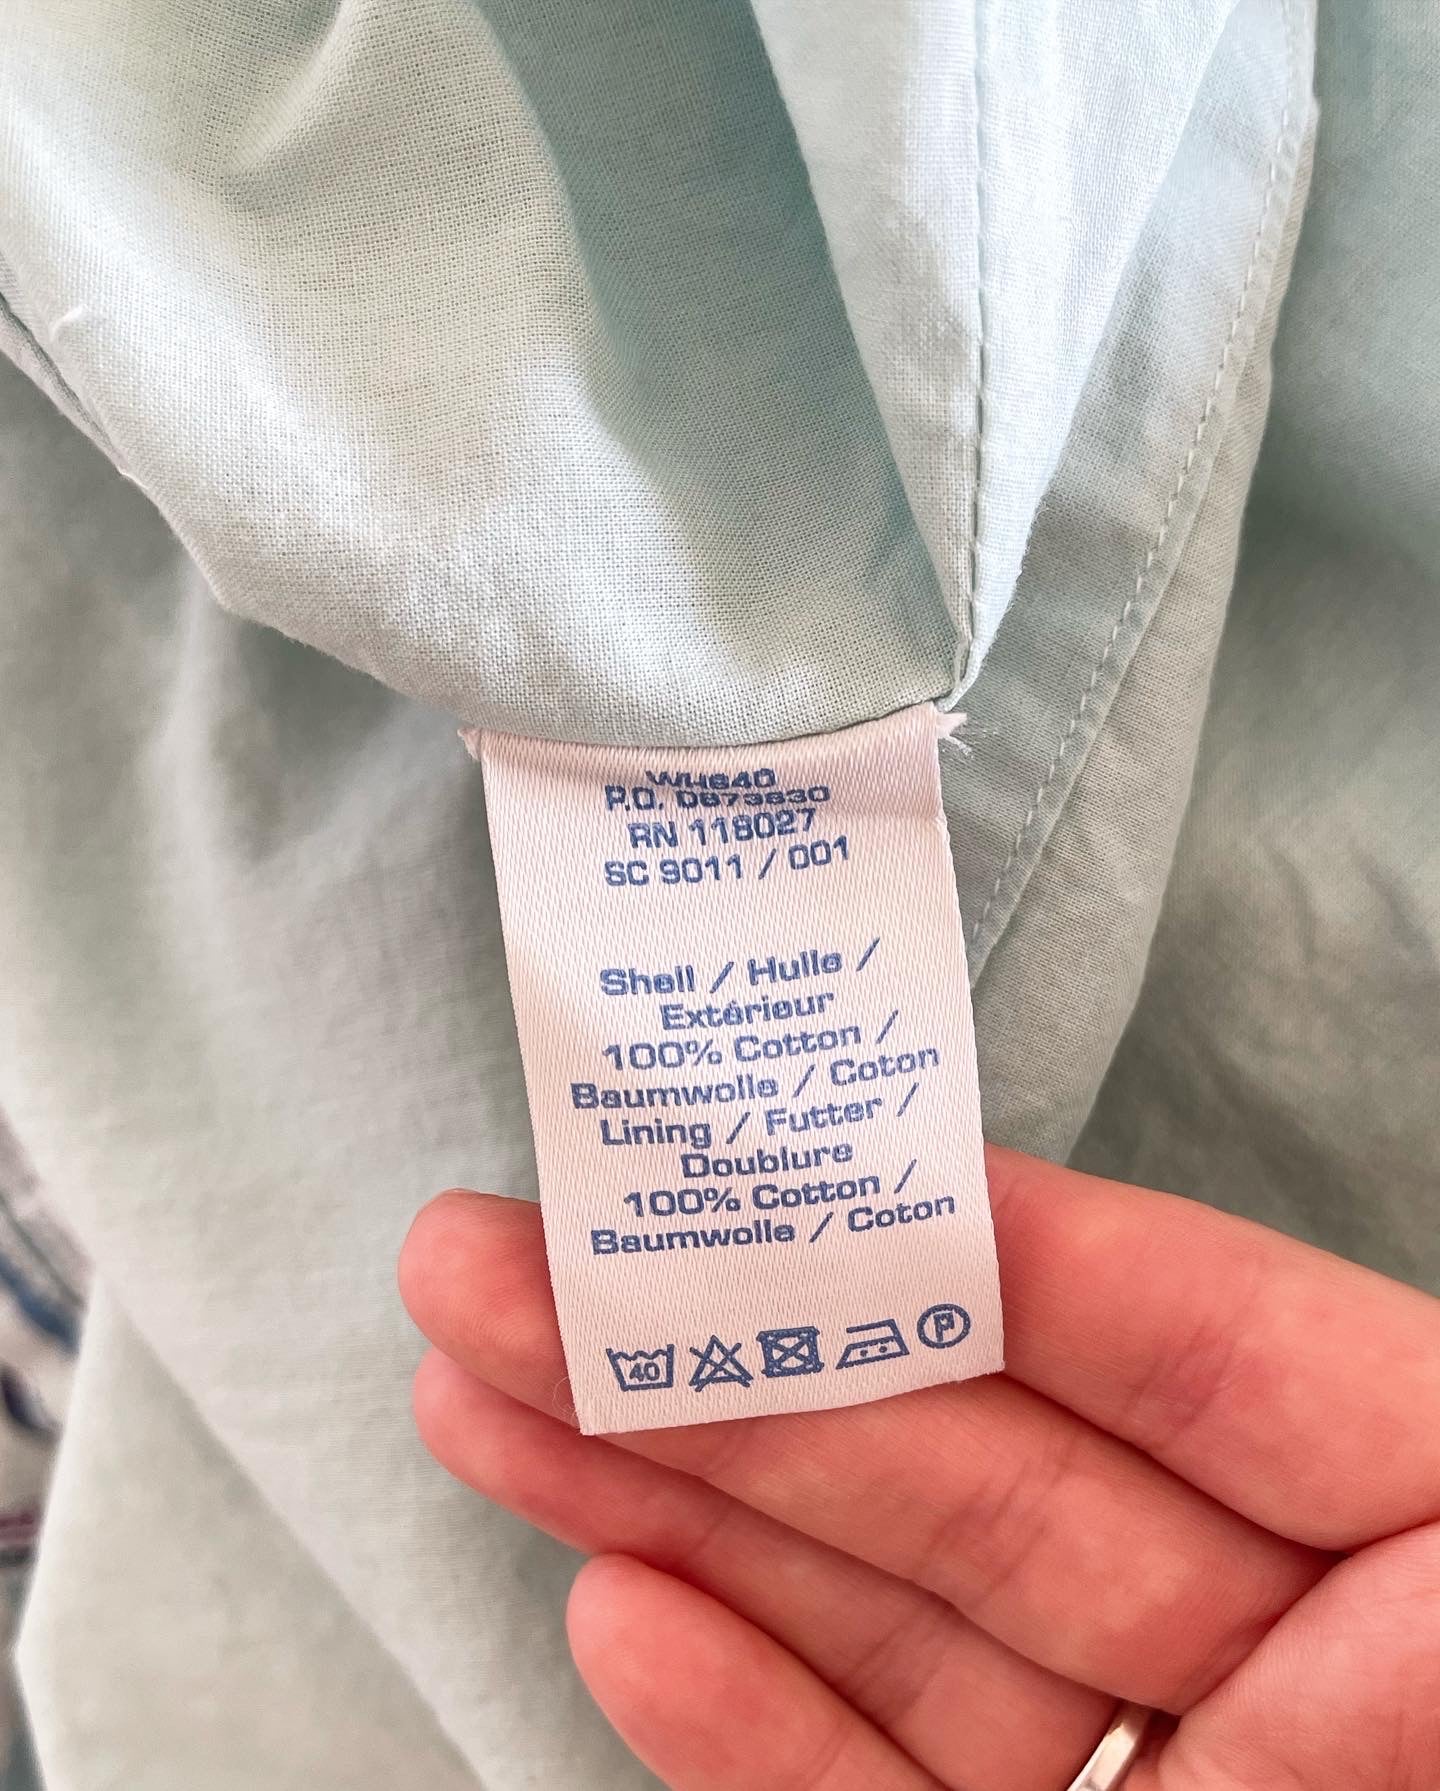 WH840
P.O. D873830
RN 118027
SC 9011 / 001
Shell / Hulle /
Extérieur
100% Cotton /
Baumwolle / Coton
Lining / Futter /
Doublure
100% Cotton /
Baumwolle / Coton
40
P